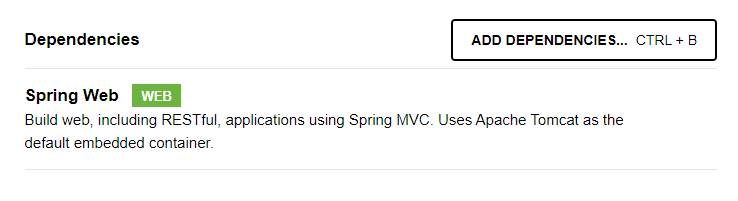 Dependencies
ADD DEPENDENCIES... CTRL + B
Spring Web WEB
Build web, including RESTful, applications using Spring MVC. Uses Apache Tomcat as the
default embedded container.